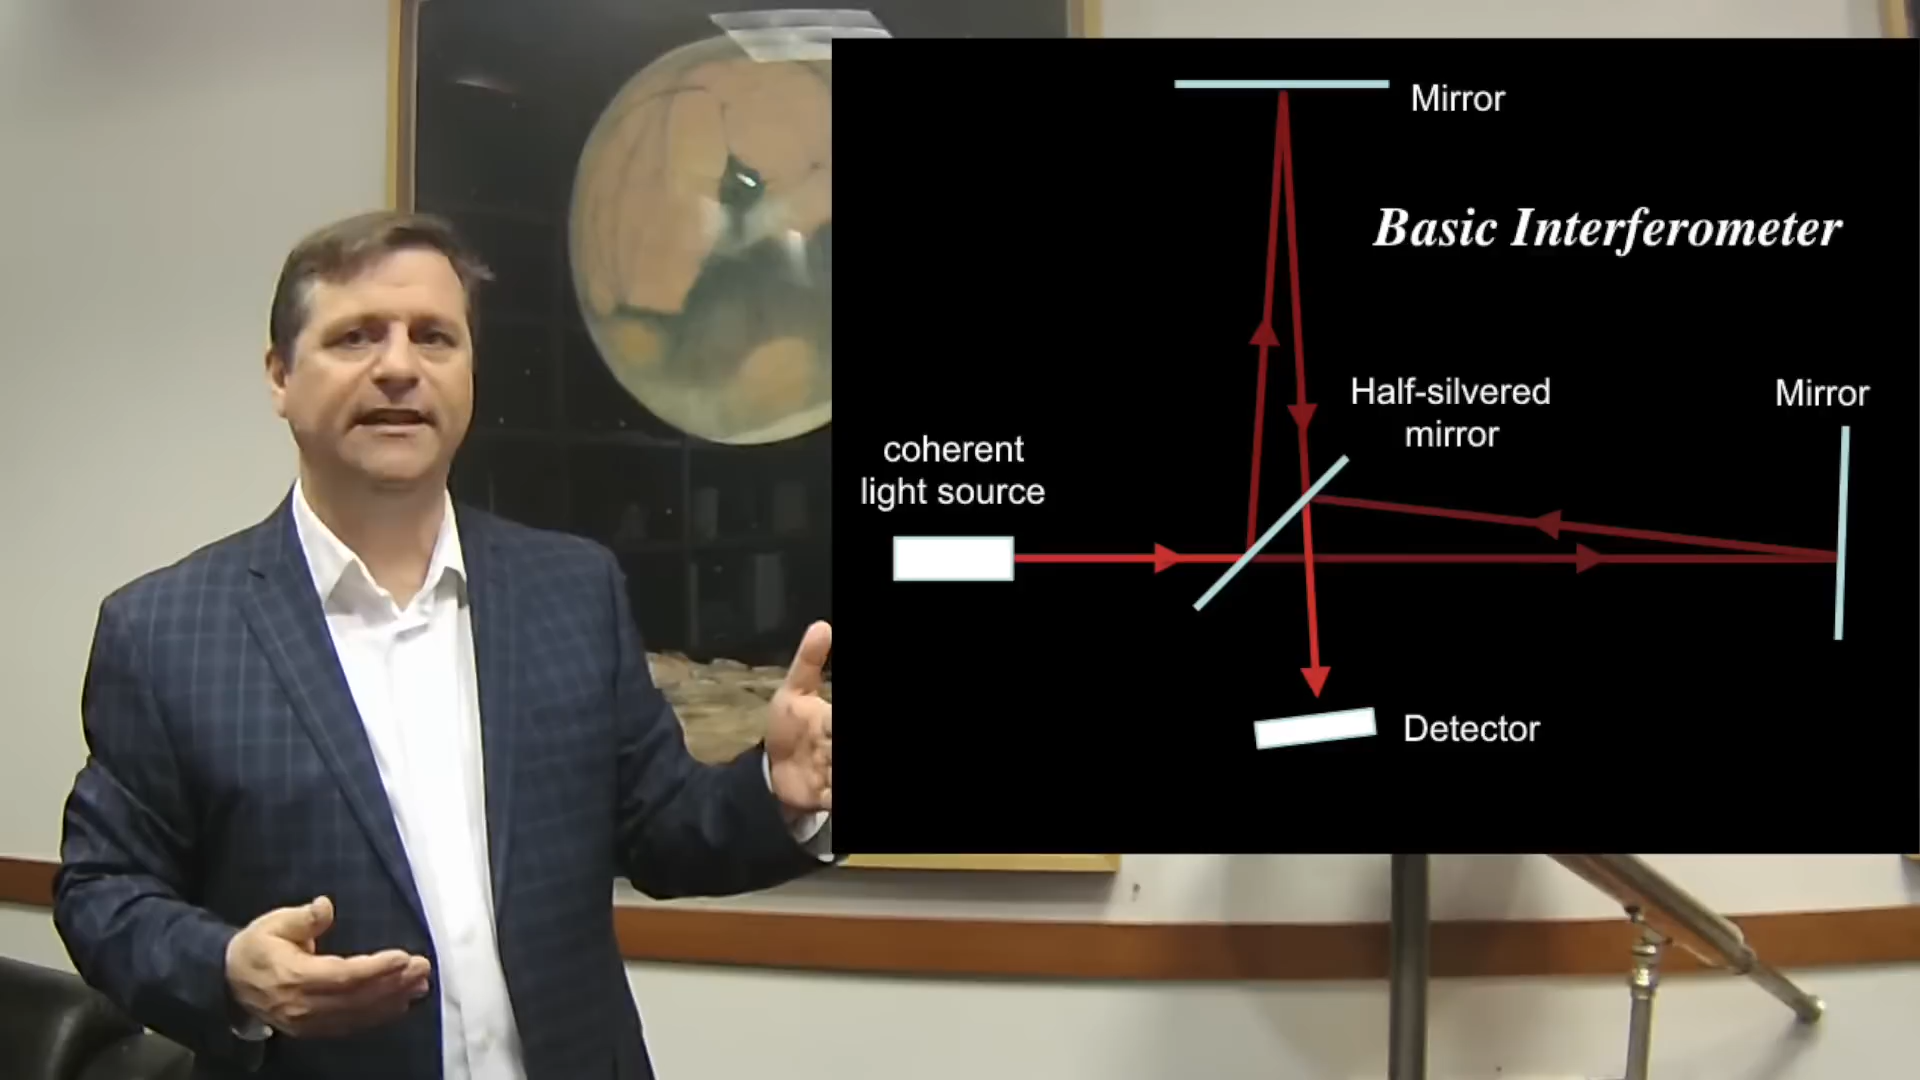 Mirror
Basic Interferometer
Half-silvered
mirror
Mirror
coherent
light source
Detector